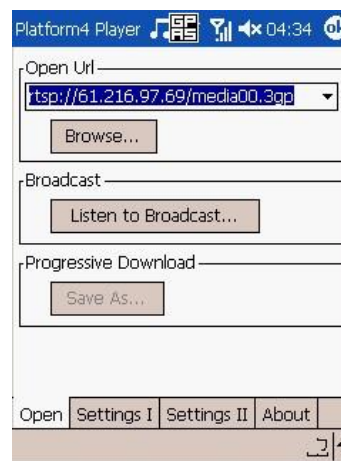 Platform4 Player
04:34 ok
Open Url
rtsp://61.216.97.69/media00.3gp
Browse...
Broadcast
Listen to Broadcast...
Progressive Download
Save As...
Open Settings I Settings II About